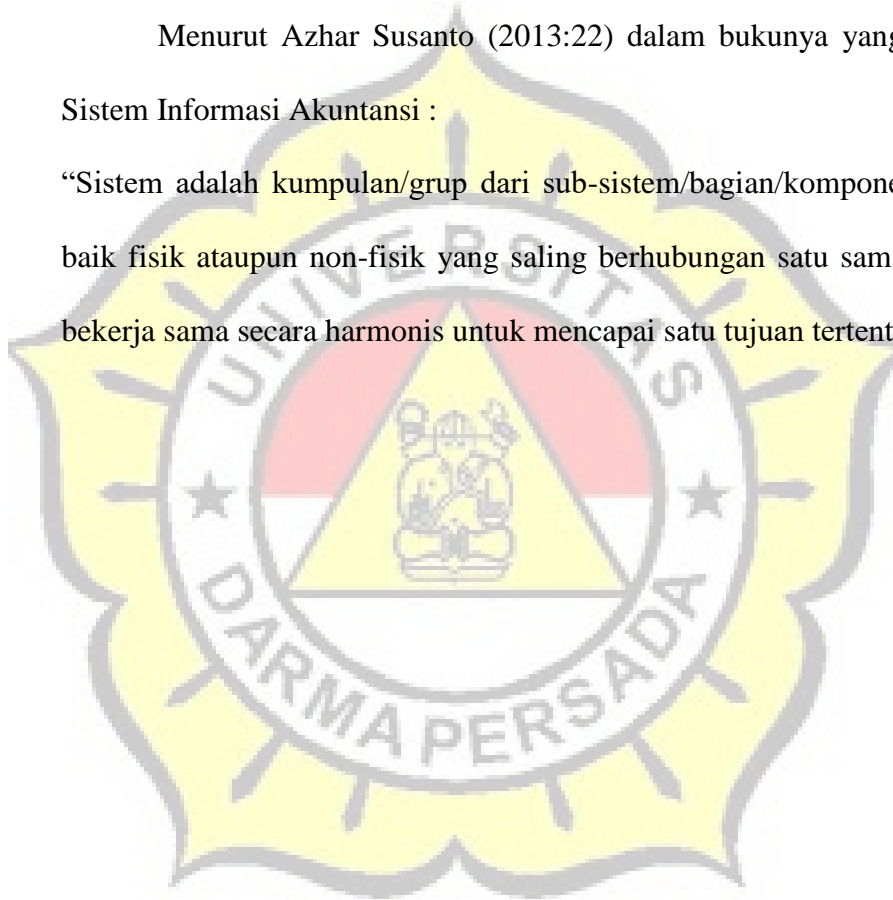 Menurut Azhar Susanto (2013:22) dalam bukunya yang
Sistem Informasi Akuntansi :
“Sistem adalah kumpulan/grup dari sub-sistem/bagian/kompone
baik fisik ataupun non-fisik yang saling berhubungan satu sam
bekerja sama secara harmonis untuk mencapai satu tujuan tertent
UNIVERSITAS
DARMA PERSADA